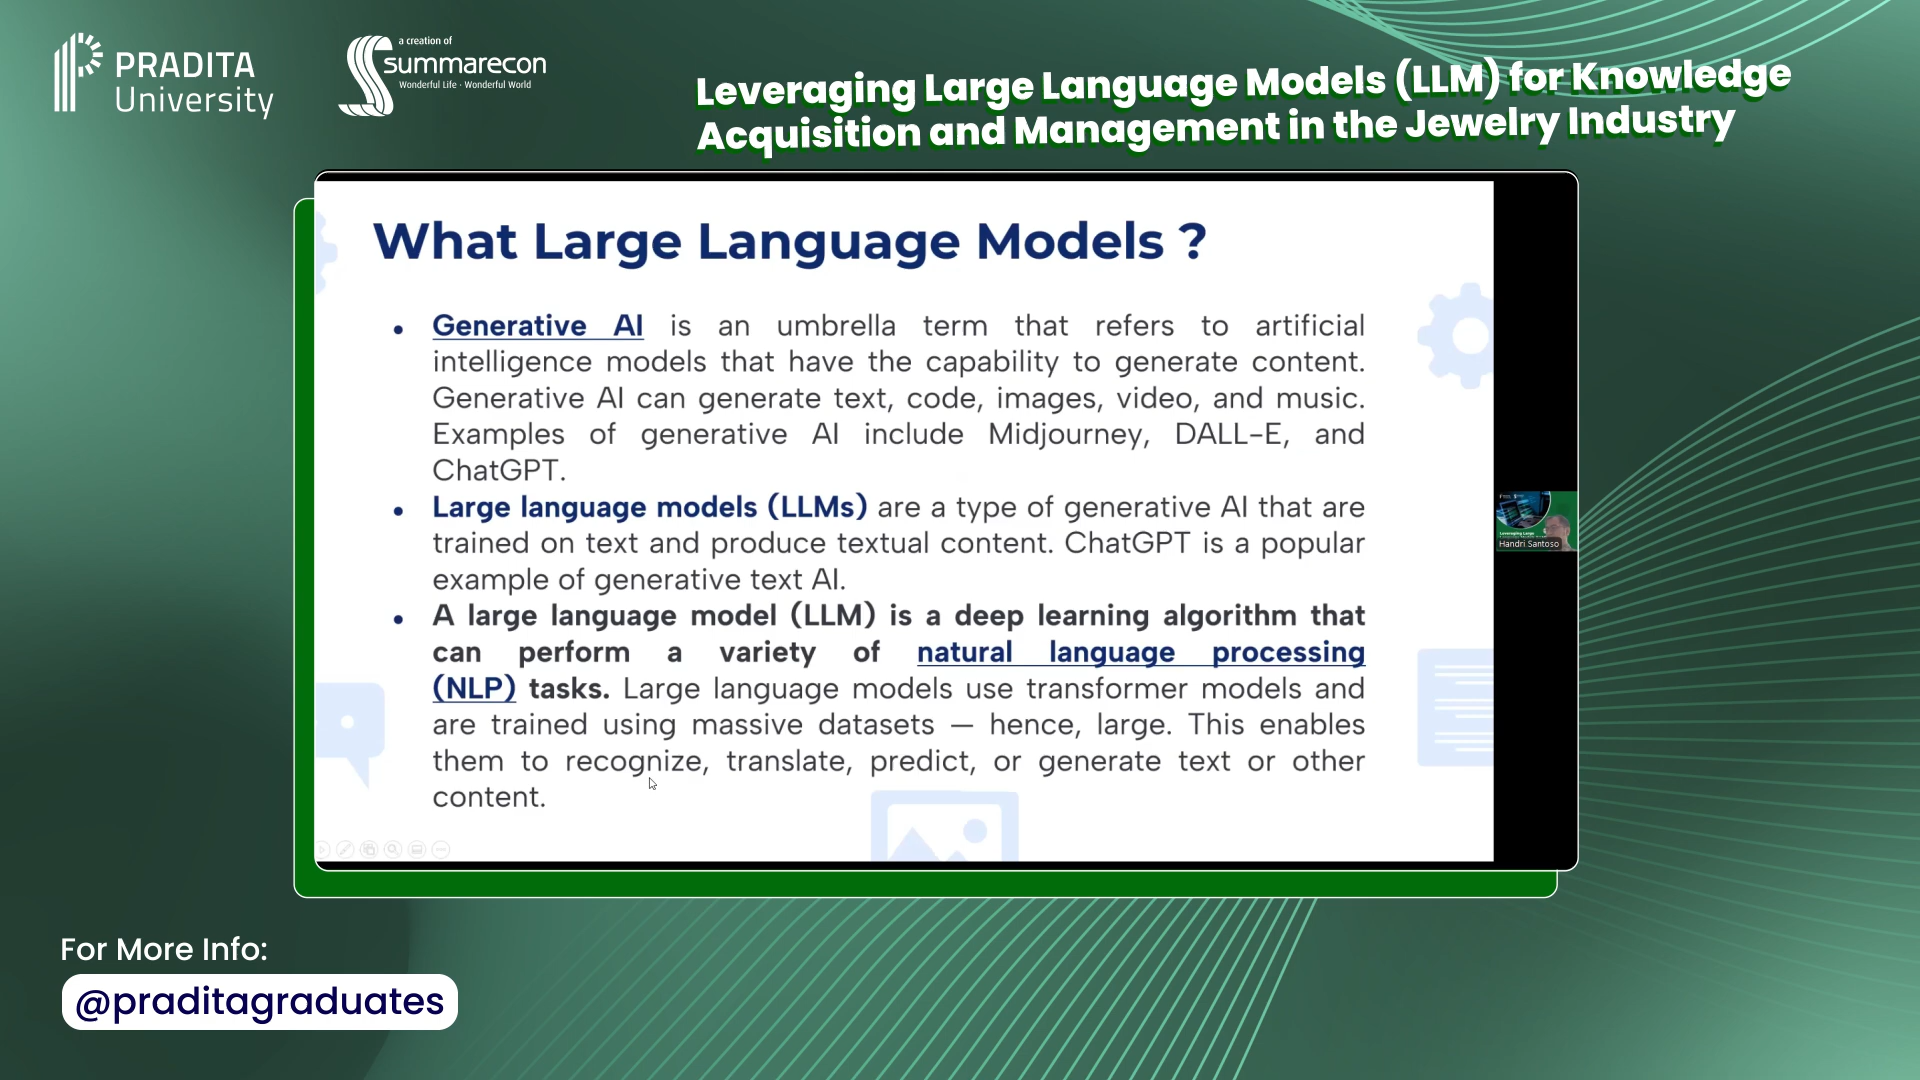 PRADITA
University
a creation of
summarecon
Wonderful Life · Wonderful World
Leveraging Large Language Models (LLM) for Knowledge
Acquisition and Management in the Jewelry Industry
What Large Language Models ?
• Generative AI is an umbrella term that refers to artificial
intelligence models that have the capability to generate content.
Generative AI can generate text, code, images, video, and music.
Examples of generative AI include Midjourney, DALL-E, and
ChatGPT.
• Large language models (LLMs) are a type of generative AI that are
trained on text and produce textual content. ChatGPT is a popular
example of generative text AI.
• A large language model (LLM) is a deep learning algorithm that
can perform a variety of natural language processing
(NLP) tasks. Large language models use transformer models and
are trained using massive datasets — hence, large. This enables
them to recognize, translate, predict, or generate text or other
content.
Handri Santoso
For More Info:
@praditagraduates